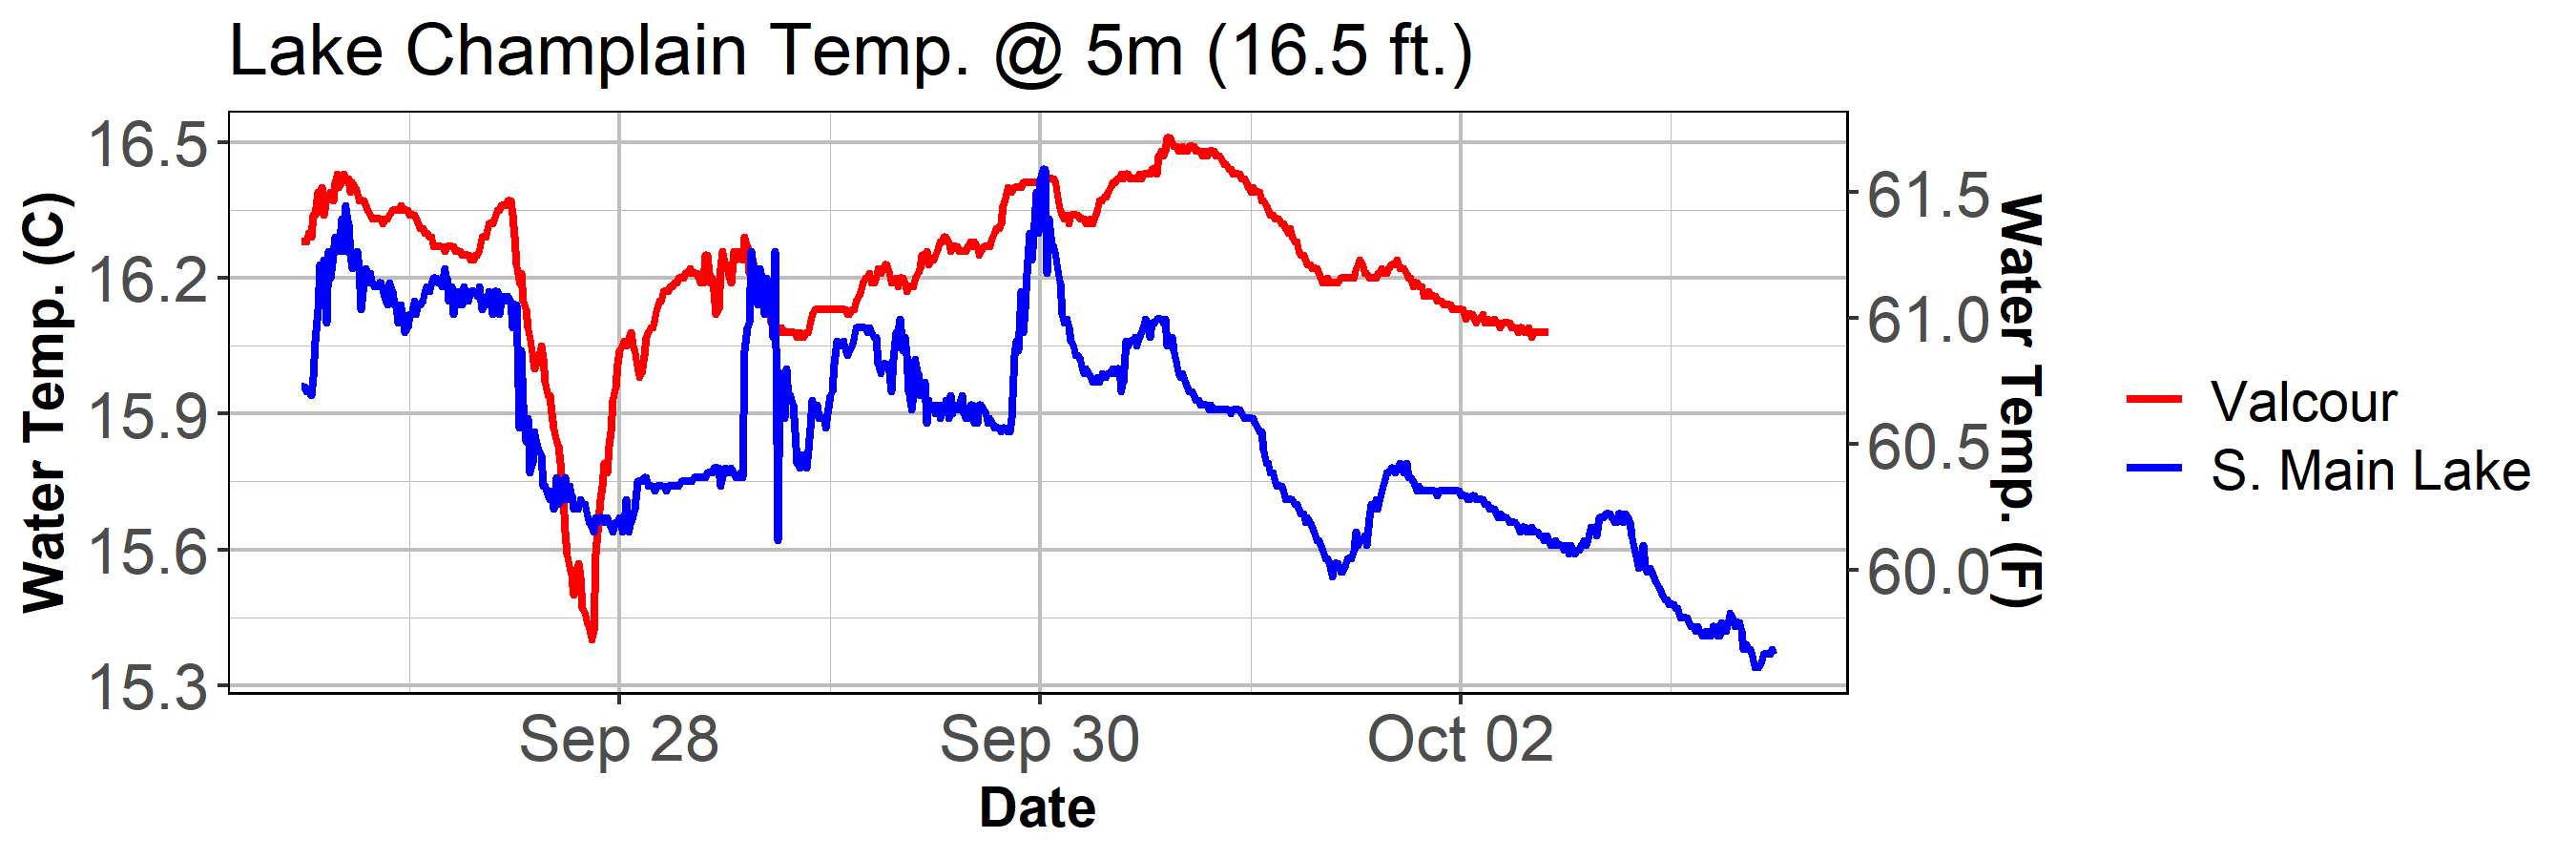 Lake Champlain Temp. @ 5m (16.5 ft.)
Water Temp. (C)
16.5
16.2
15.9
15.6
15.3
61.5
61.0
60.5
60.0
Water Temp. (F)
Sep 28
Sep 30
Oct 02
Date
Valcour
S. Main Lake